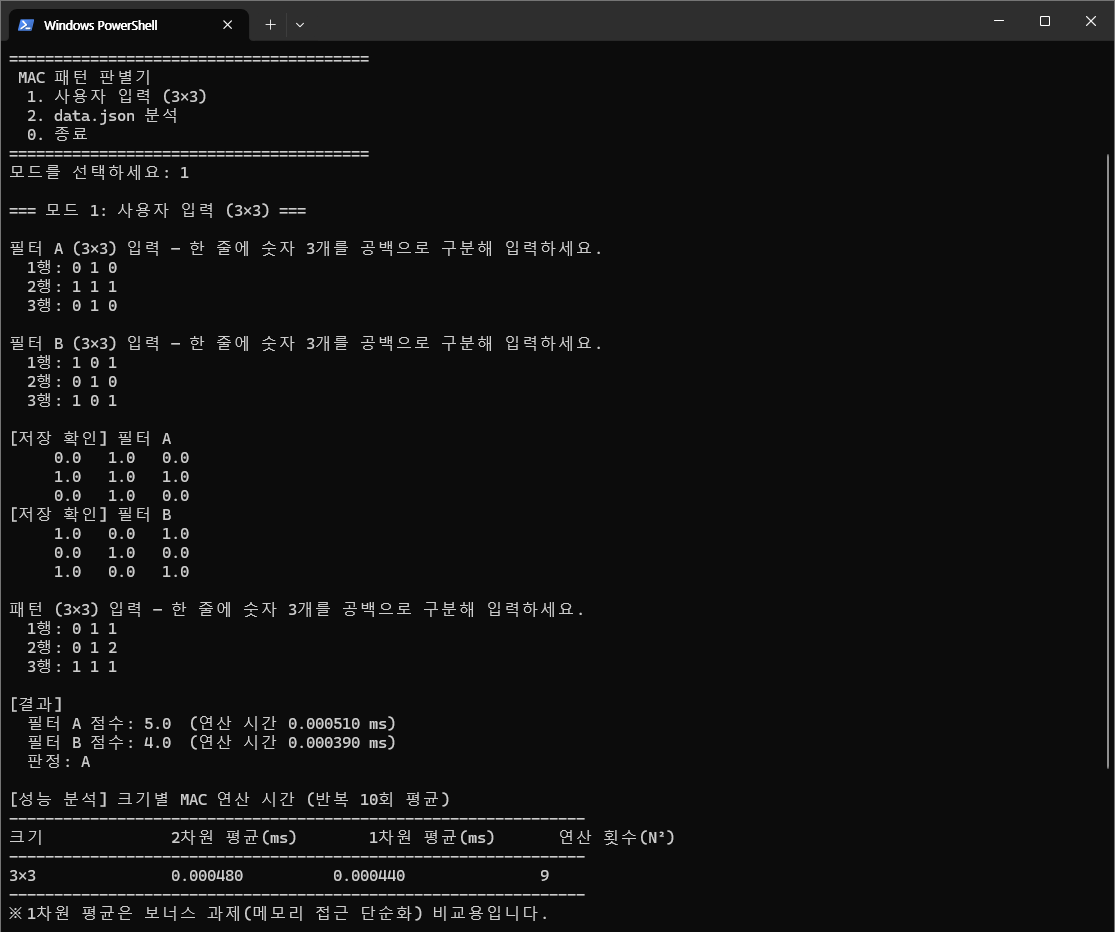 Windows PowerShell
========================================
MAC 패턴 판별기
1. 사용자 입력 (3×3)
2. data.json 분석
0. 종료
========================================
모드를 선택하세요: 1
=== 모드 1: 사용자 입력 (3×3) ===
필터 A (3×3) 입력 — 한 줄에 숫자 3개를 공백으로 구분해 입력하세요.
1행: 0 1 0
2행: 1 1 1
3행: 0 1 0
필터 B (3×3) 입력 — 한 줄에 숫자 3개를 공백으로 구분해 입력하세요.
1행: 1 0 1
2행: 0 1 0
3행: 1 0 1
[저장 확인] 필터 A
0.0 1.0 0.0
1.0 1.0 1.0
0.0 1.0 0.0
[저장 확인] 필터 B
1.0 0.0 1.0
0.0 1.0 0.0
1.0 0.0 1.0
패턴 (3×3) 입력 — 한 줄에 숫자 3개를 공백으로 구분해 입력하세요.
1행: 0 1 1
2행: 0 1 2
3행: 1 1 1
[결과]
필터 A 점수: 5.0 (연산 시간 0.000510 ms)
필터 B 점수: 4.0 (연산 시간 0.000390 ms)
판정: A
[성능 분석] 크기별 MAC 연산 시간 (반복 10회 평균)
----------------------------------------------------------------
크기 2차원 평균(ms) 1차원 평균(ms) 연산 횟수(N²)
----------------------------------------------------------------
3×3 0.000480 0.000440 9
----------------------------------------------------------------
※ 1차원 평균은 보너스 과제(메모리 접근 단순화) 비교용입니다.